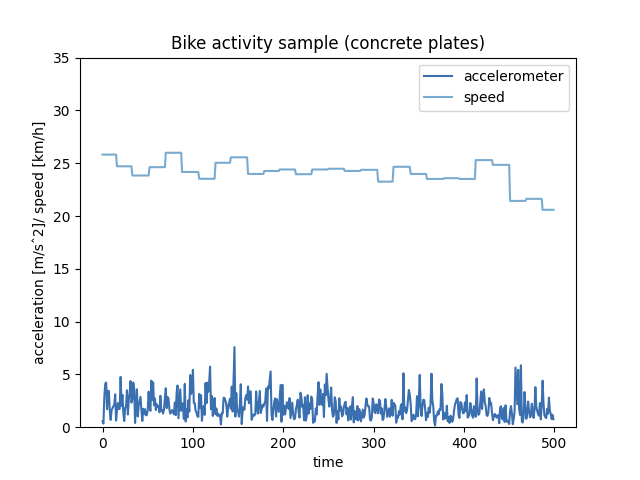 Bike activity sample (concrete plates)
accelerometer
speed
acceleration [m/sˆ2]/ speed [km/h]
35
30
25
20
15
10
5
0
0 100 200 300 400 500
time